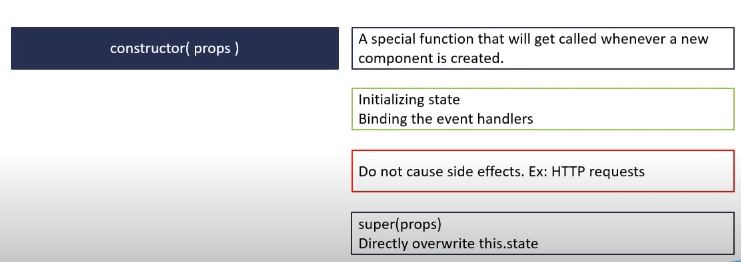 constructor( props )
A special function that will get called whenever a new
component is created.
Initializing state
Binding the event handlers
Do not cause side effects. Ex: HTTP requests
super(props)
Directly overwrite this.state